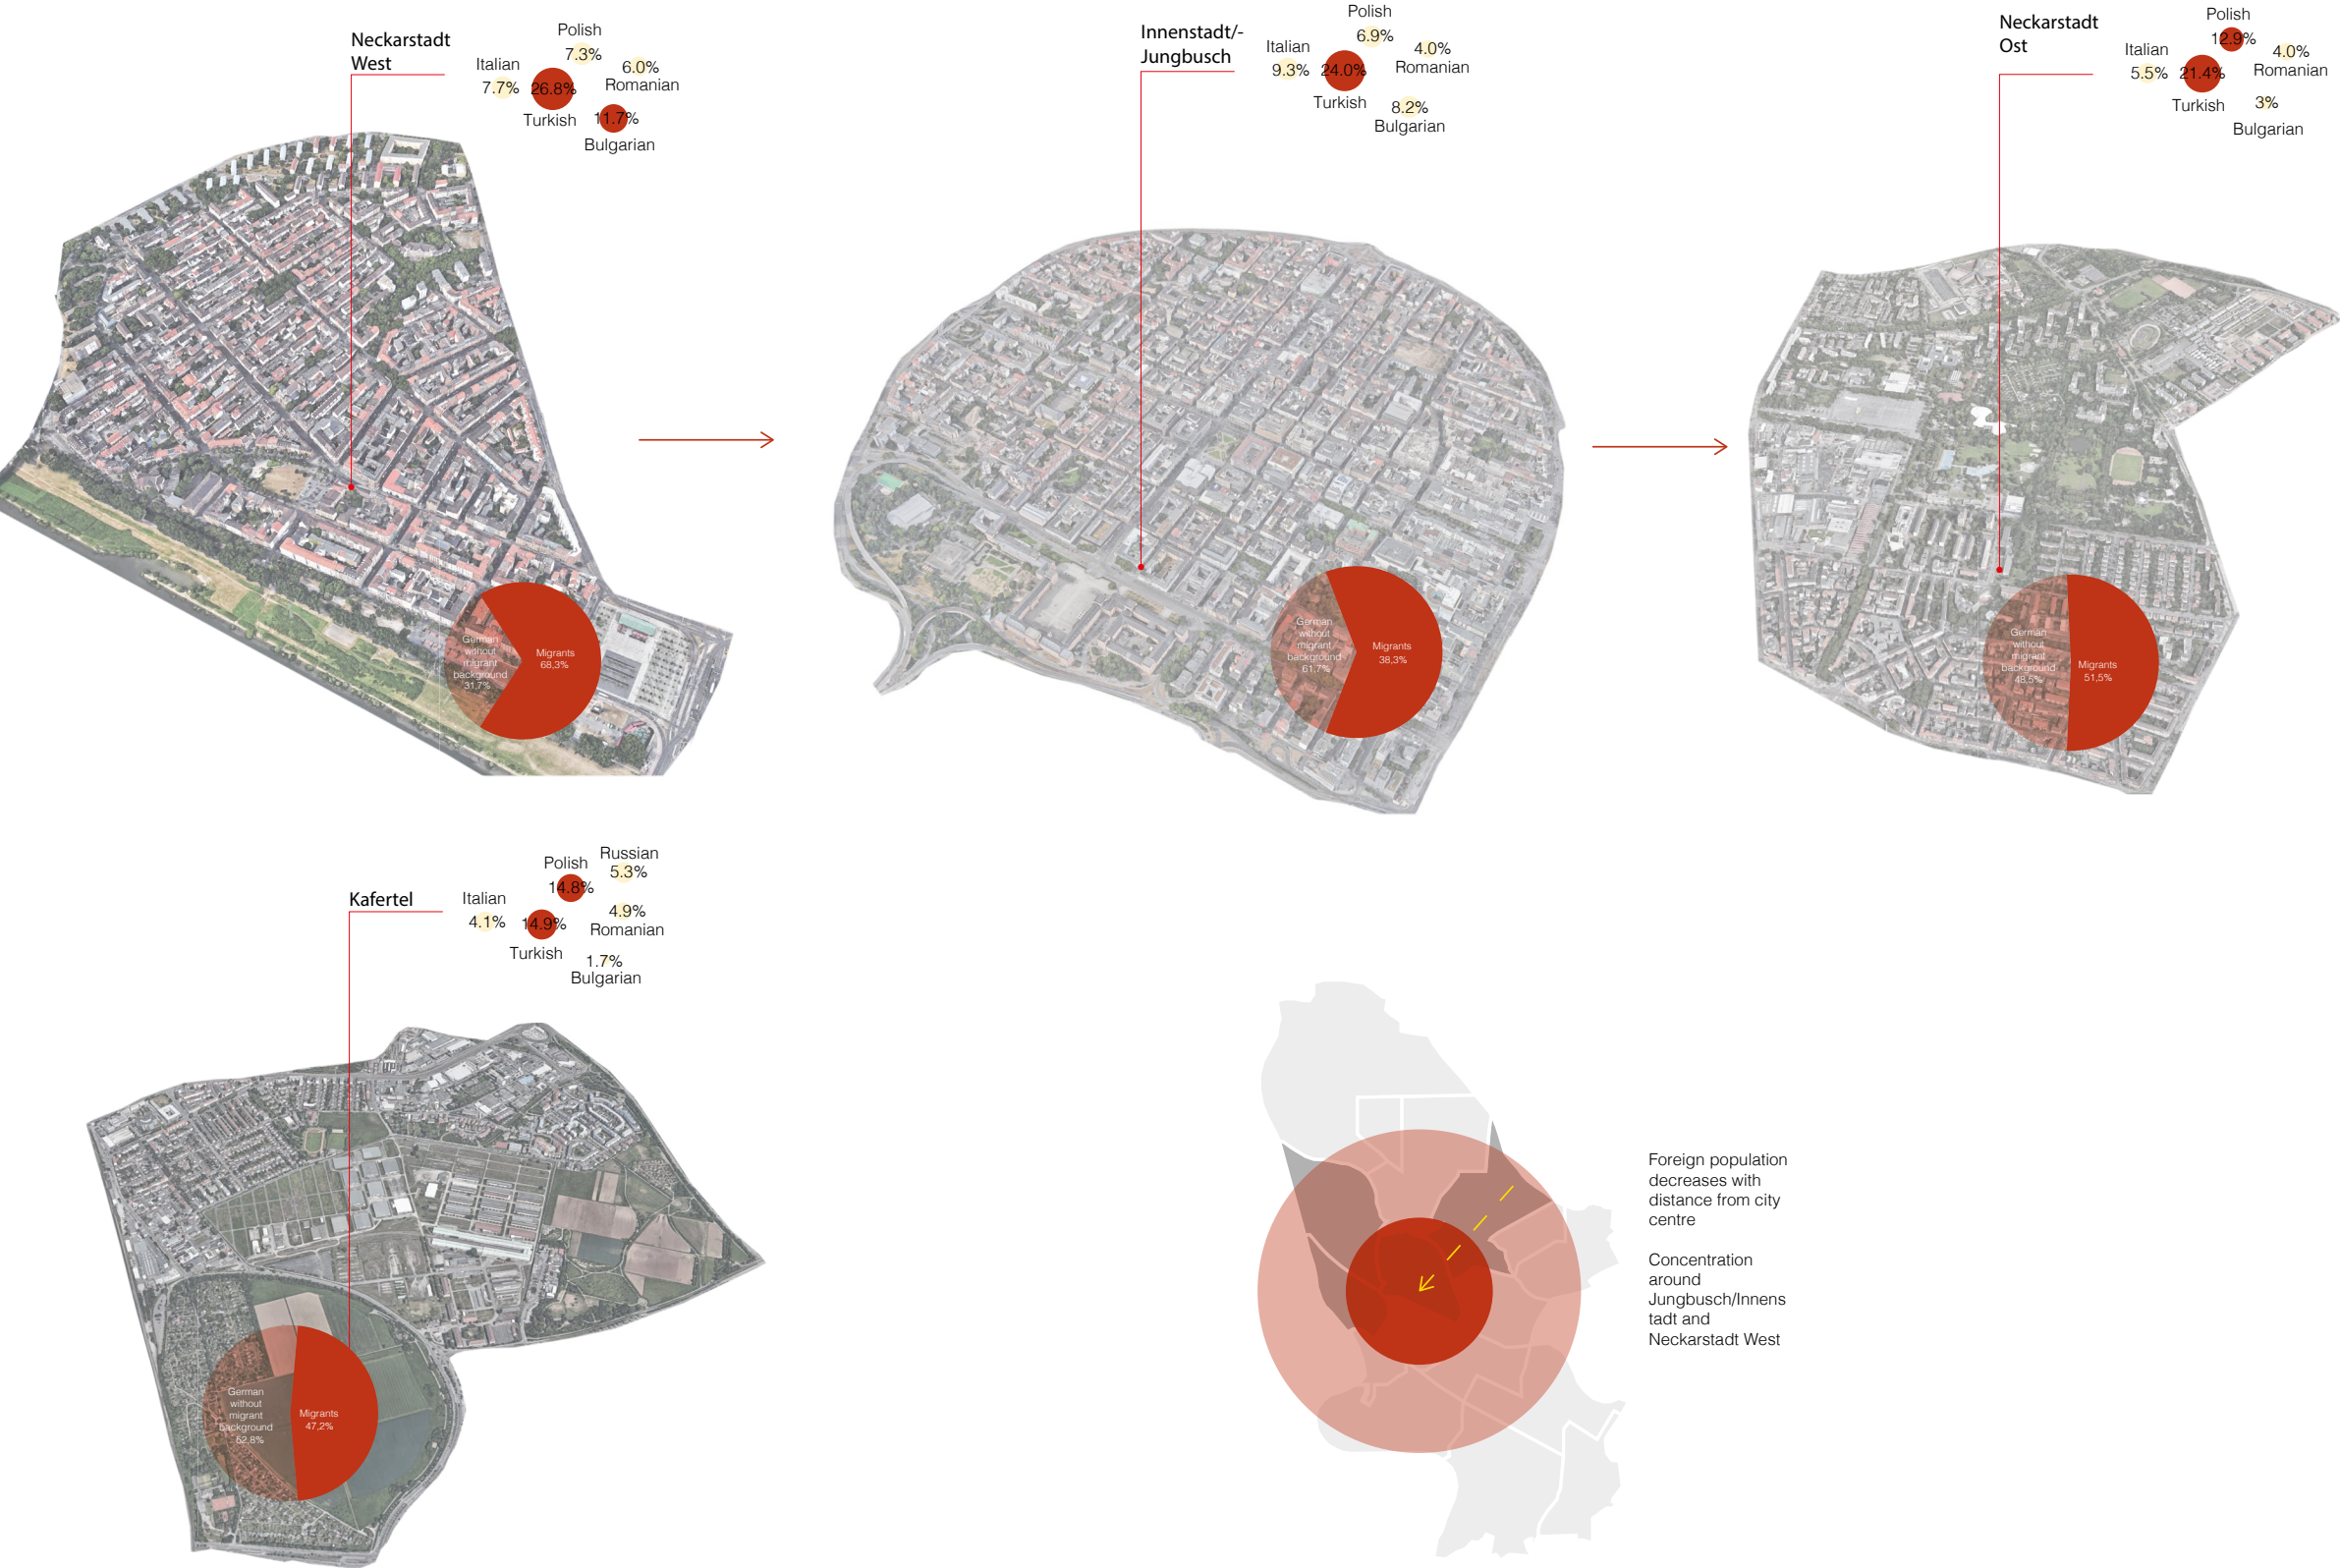 Neckarstadt
West
Polish
7.3%
Italian
7.7%
26.8%
Turkish
6.0%
Romanian
11.7%
Bulgarian
German
without
migrant
background
31,7%
Migrants
68,3%
Innenstadt/-
Jungbusch
Polish
6.9%
Italian
9.3%
24.0%
Turkish
4.0%
Romanian
8.2%
Bulgarian
German
without
migrant
background
61,7%
Migrants
38,3%
Neckarstadt
Ost
Polish
12.9%
Italian
5.5%
21.4%
Turkish
4.0%
Romanian
3%
Bulgarian
German
without
migrant
background
48,5%
Migrants
51,5%
Kafertel
Polish
14.8%
Russian
5.3%
Italian
4.1%
14.9%
Turkish
4.9%
Romanian
1.7%
Bulgarian
German
without
migrant
background
52,8%
Migrants
47,2%
Foreign population
decreases with
distance from city
centre
Concentration
around
Jungbusch/Innens
tadt and
Neckarstadt West